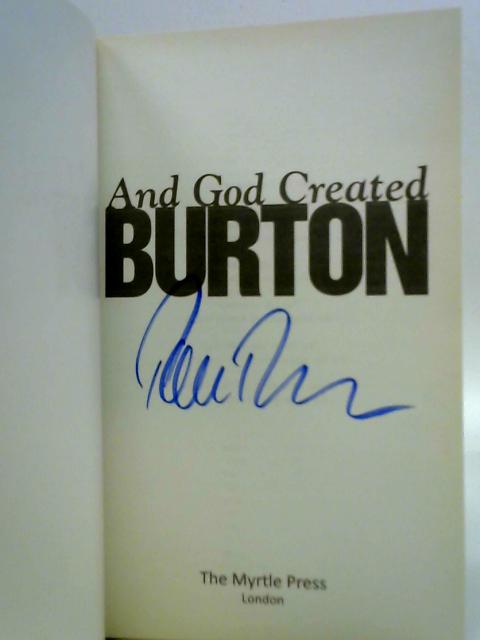 And God Created
BURTON
The Myrtle Press
London